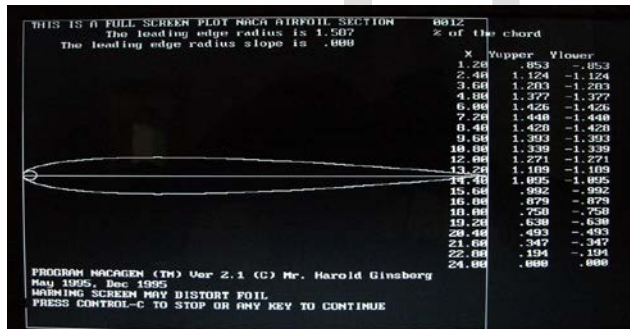 THIS IS A FULL SCREEN PLOT NACA AIRFOIL SECTION 0012
The leading edge radius is 1.587 % of the chord
The leading edge radius slope is .000
X Yupper Ylower
1.20 .853 -.853
2.40 1.124 -1.124
3.60 1.283 -1.283
4.80 1.377 -1.377
6.00 1.426 -1.426
7.20 1.440 -1.440
8.40 1.428 -1.428
9.60 1.393 -1.393
10.80 1.339 -1.339
12.00 1.271 -1.271
13.20 1.189 -1.189
14.40 1.095 -1.095
15.60 .992 -.992
16.80 .879 -.879
18.00 .758 -.758
19.20 .630 -.630
20.40 .493 -.493
21.60 .347 -.347
22.80 .194 -.194
24.00 .000 .000
PROGRAM NACAGEN (TM) Ver 2.1 (C) Mr. Harold Ginsberg
May 1995, Dec 1995
WARNING SCREEN MAY DISTORT FOIL
PRESS CONTROL-C TO STOP OR ANY KEY TO CONTINUE